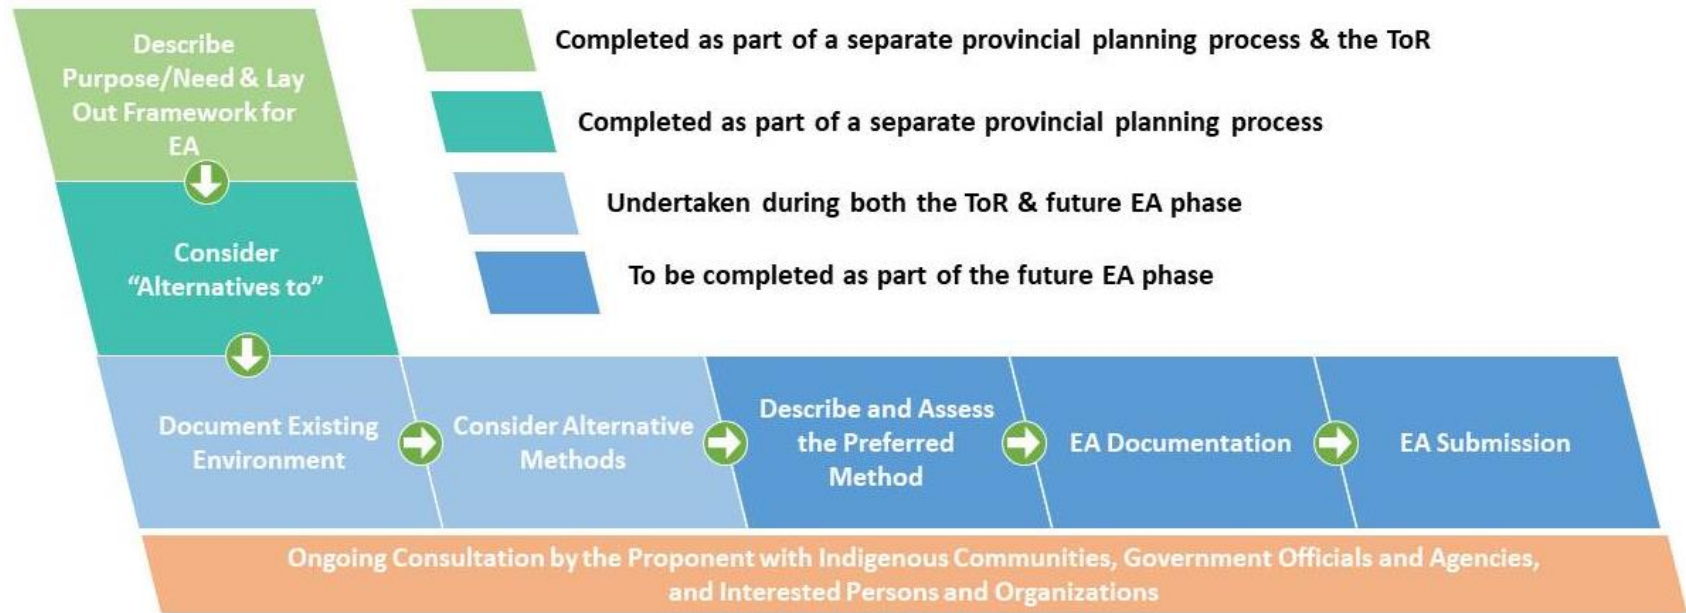 Describe
Purpose/Need & Lay
Out Framework for
EA
Completed as part of a separate provincial planning process & the ToR
Completed as part of a separate provincial planning process
Undertaken during both the ToR & future EA phase
To be completed as part of the future EA phase
Consider
“Alternatives to”
Document Existing
Environment
Consider Alternative
Methods
Describe and Assess
the Preferred
Method
EA Documentation
EA Submission
Ongoing Consultation by the Proponent with Indigenous Communities, Government Officials and Agencies,
and Interested Persons and Organizations